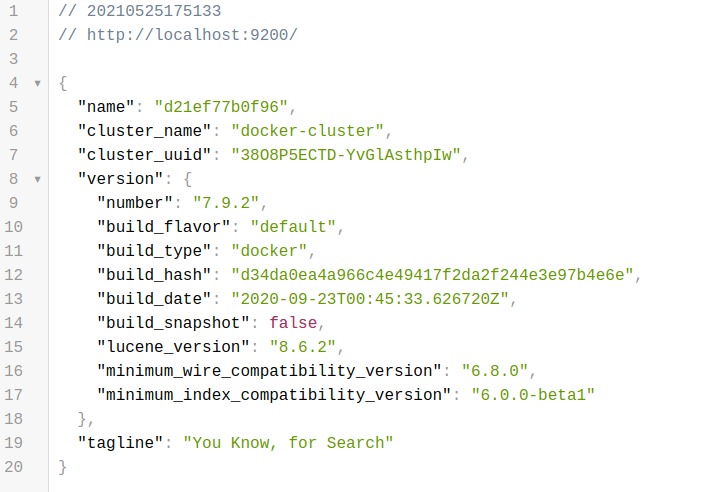 1 // 20210525175133
2 // http://localhost:9200/
3
4 ▼ {
5 "name": "d21ef77b0f96",
6 "cluster_name": "docker-cluster",
7 "cluster_uuid": "38O8P5ECTD-YvGlAsthpIw",
8 ▼ "version": {
9 "number": "7.9.2",
10 "build_flavor": "default",
11 "build_type": "docker",
12 "build_hash": "d34da0ea4a966c4e49417f2da2f244e3e97b4e6e",
13 "build_date": "2020-09-23T00:45:33.626720Z",
14 "build_snapshot": false,
15 "lucene_version": "8.6.2",
16 "minimum_wire_compatibility_version": "6.8.0",
17 "minimum_index_compatibility_version": "6.0.0-beta1"
18 },
19 "tagline": "You Know, for Search"
20 }